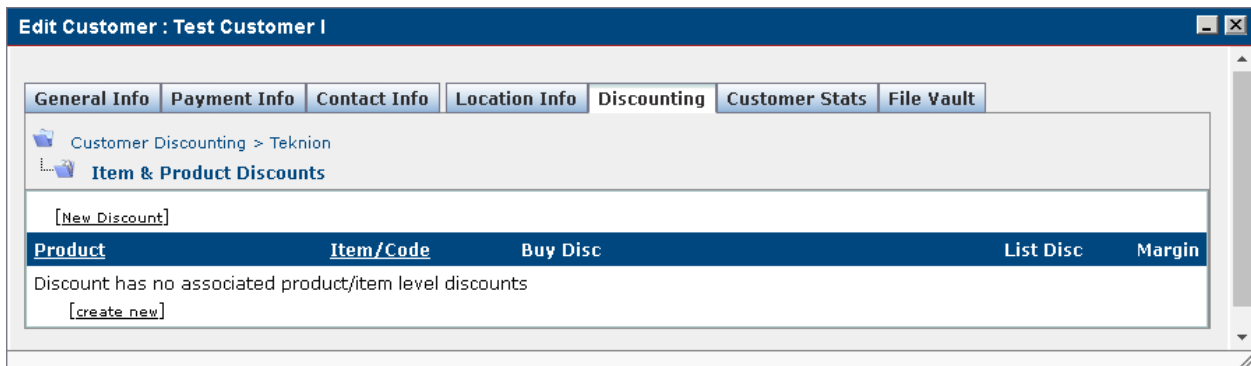 Edit Customer : Test Customer I
General Info Payment Info Contact Info Location Info Discounting Customer Stats File Vault
Customer Discounting > Teknion
Item & Product Discounts
[New Discount]
Product Item/Code Buy Disc List Disc Margin
Discount has no associated product/item level discounts
[create new]